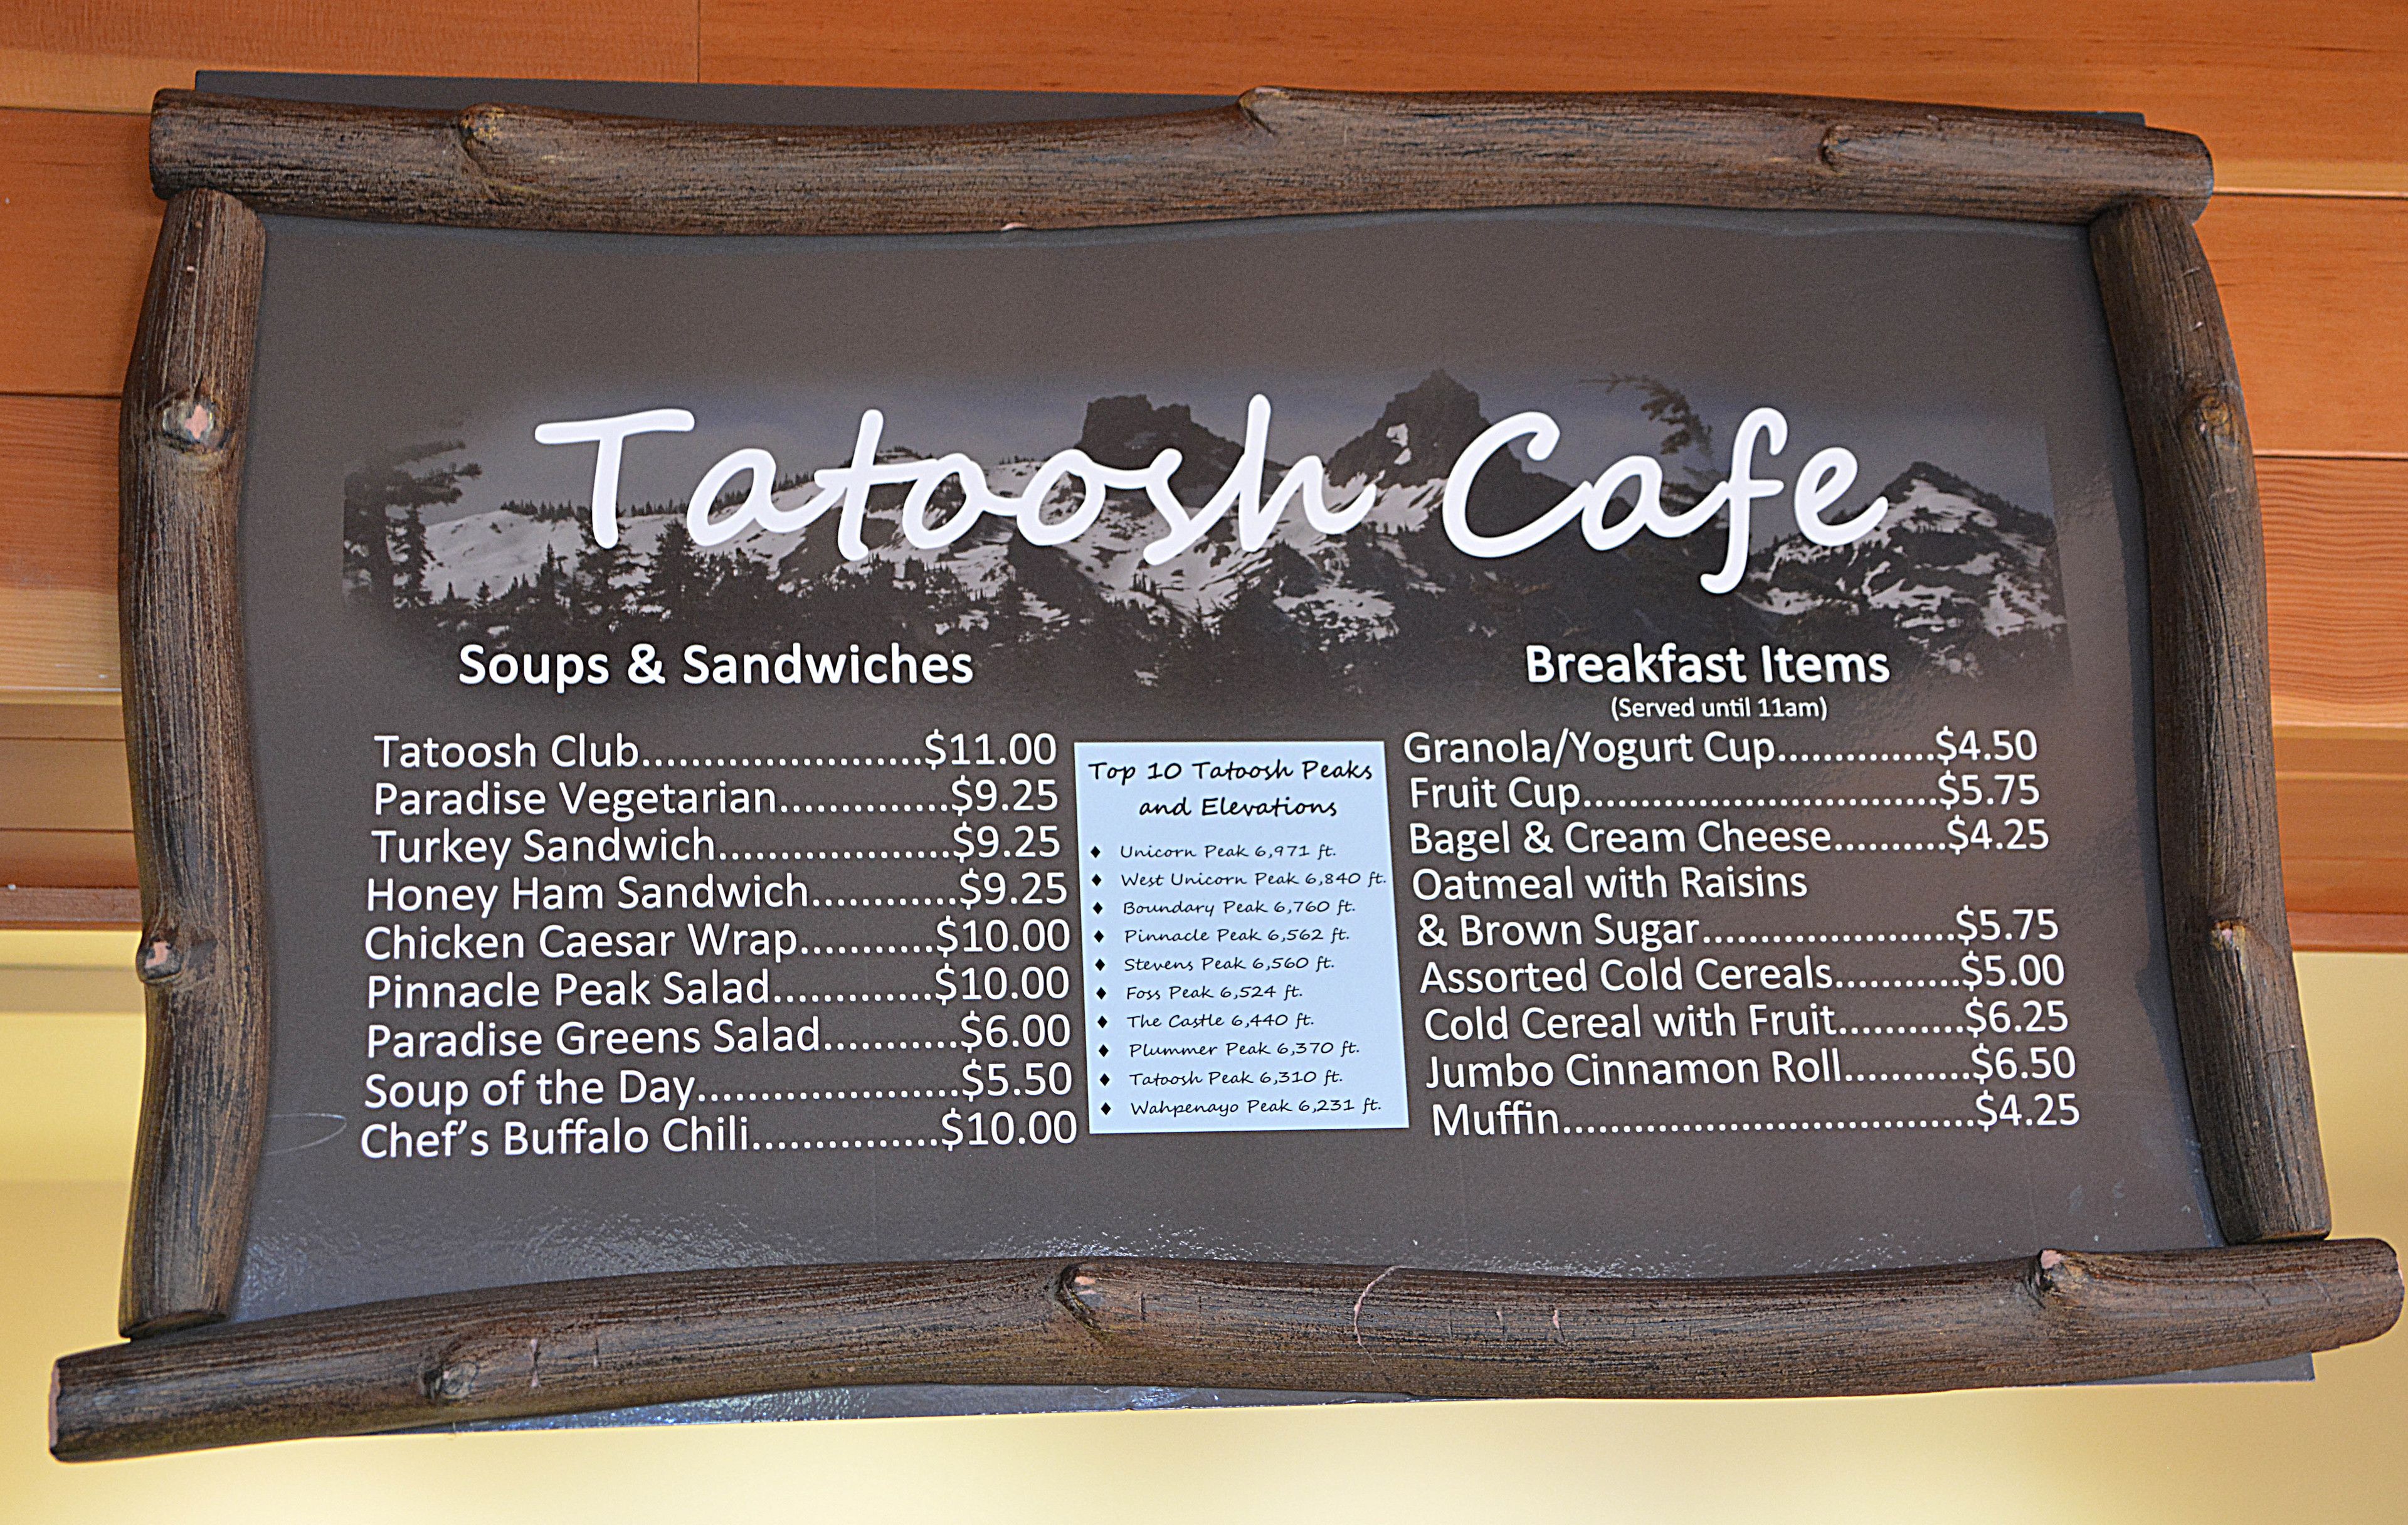 Tatoosh Cafe
Soups & Sandwiches
Tatoosh Club.......................$11.00
Paradise Vegetarian..............$9.25
Turkey Sandwich...................$9.25
Honey Ham Sandwich............$9.25
Chicken Caesar Wrap...........$10.00
Pinnacle Peak Salad.............$10.00
Paradise Greens Salad...........$6.00
Soup of the Day......................$5.50
Chef's Buffalo Chili...............$10.00
Top 10 Tatoosh Peaks
and Elevations
♦ Unicorn Peak 6,971 ft.
♦ West Unicorn Peak 6,840 ft.
♦ Boundary Peak 6,760 ft.
♦ Pinnacle Peak 6,562 ft.
♦ Stevens Peak 6,560 ft.
♦ Foss Peak 6,524 ft.
♦ The Castle 6,440 ft.
♦ Plummer Peak 6,370 ft.
♦ Tatoosh Peak 6,310 ft.
♦ Wahpenayo Peak 6,231 ft.
Breakfast Items
(Served until 11am)
Granola/Yogurt Cup..............$4.50
Fruit Cup................................$5.75
Bagel & Cream Cheese..........$4.25
Oatmeal with Raisins
& Brown Sugar.......................$5.75
Assorted Cold Cereals...........$5.00
Cold Cereal with Fruit...........$6.25
Jumbo Cinnamon Roll...........$6.50
Muffin.....................................$4.25